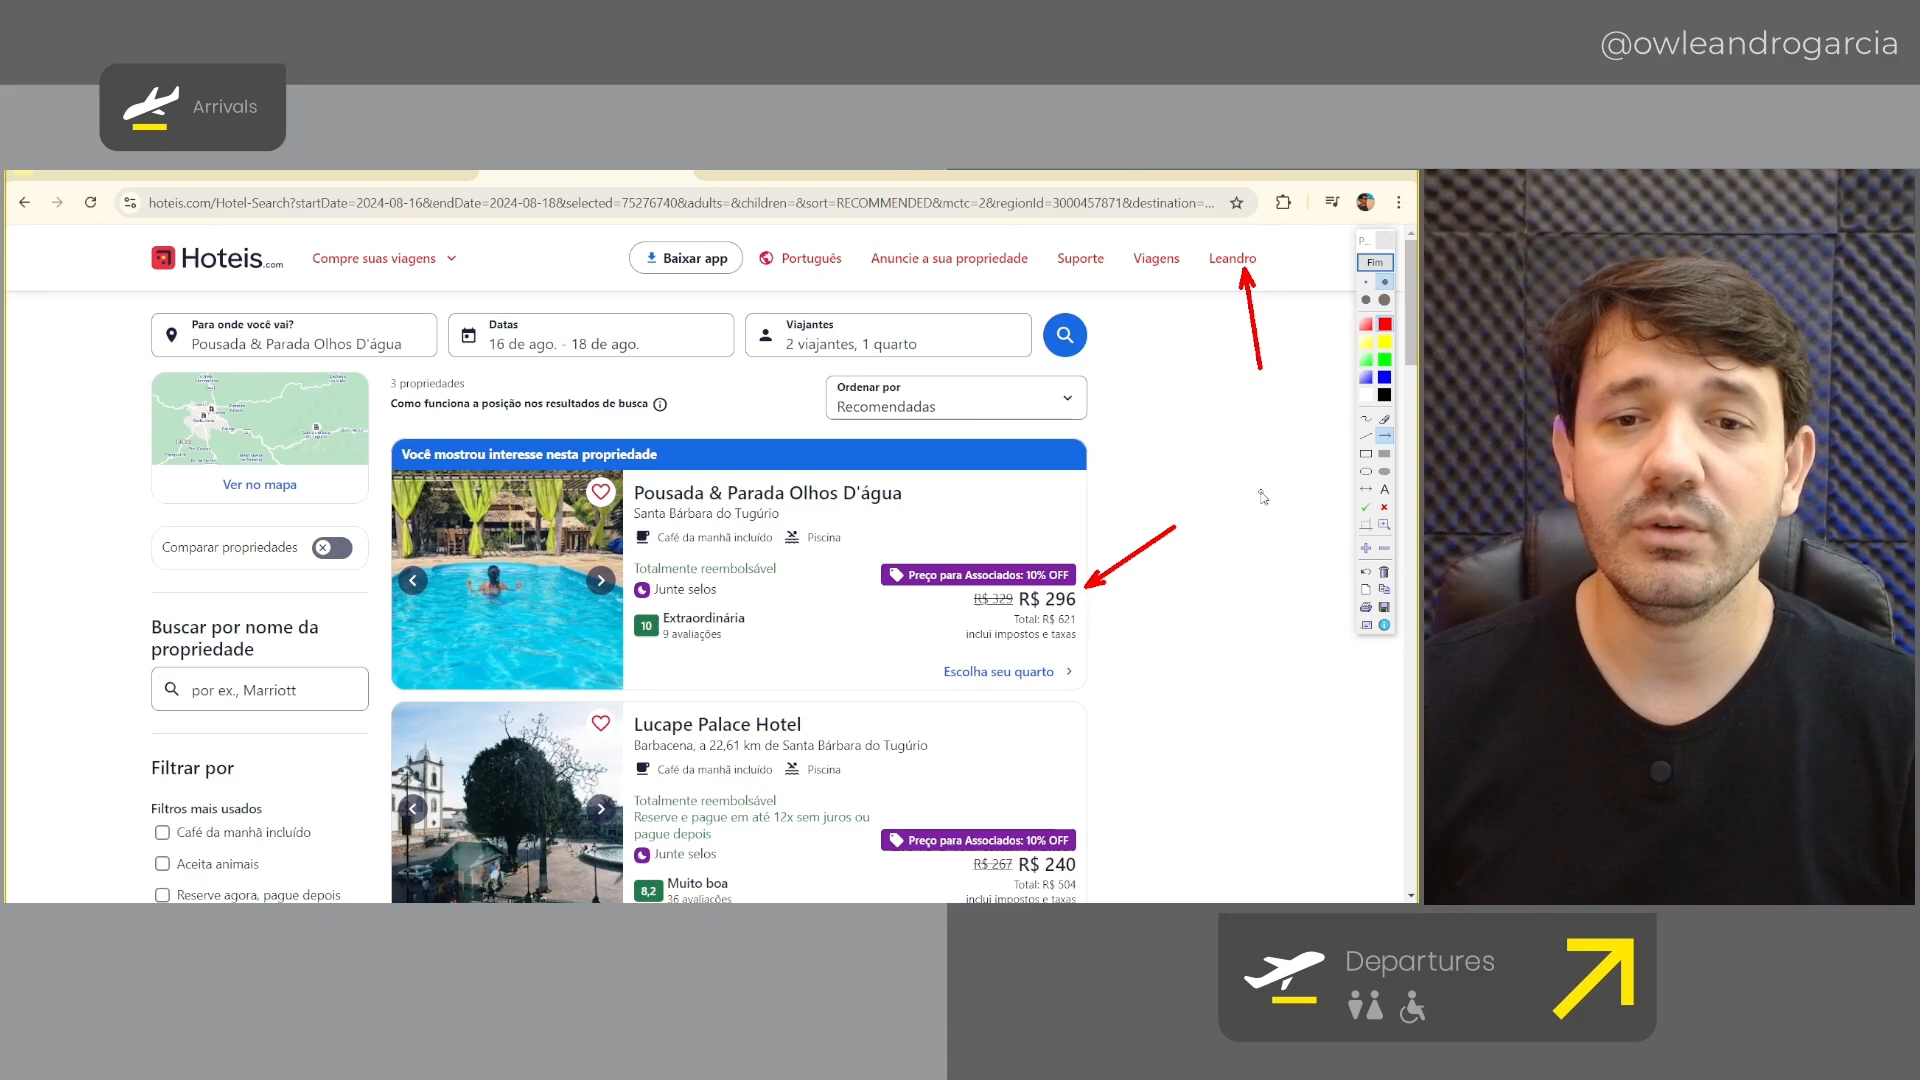 @owleandrogarcia
Arrivals
hoteis.com/Hotel-Search?startDate=2024-08-16&endDate=2024-08-18&selected=75276740&adults=&children=&sort=RECOMMENDED&mctc=2&regionId=3000457871&destination=...
Hoteis.com
Compre suas viagens
Baixar app
Português
Anuncie a sua propriedade
Suporte
Viagens
Leandro
P...
Fim
A
Para onde você vai?
Pousada & Parada Olhos D'água
Datas
16 de ago. - 18 de ago.
Viajantes
2 viajantes, 1 quarto
Ver no mapa
Comparar propriedades
Buscar por nome da
propriedade
por ex., Marriott
Filtrar por
Filtros mais usados
Café da manhã incluído
Aceita animais
Reserve agora, pague depois
3 propriedades
Como funciona a posição nos resultados de busca
Ordenar por
Recomendadas
Você mostrou interesse nesta propriedade
Pousada & Parada Olhos D'água
Santa Bárbara do Tugúrio
Café da manhã incluído
Piscina
Totalmente reembolsável
Junte selos
10
Extraordinária
9 avaliações
Preço para Associados: 10% OFF
R$ 329 R$ 296
Total: R$ 621
inclui impostos e taxas
Escolha seu quarto
Lucape Palace Hotel
Barbacena, a 22,61 km de Santa Bárbara do Tugúrio
Café da manhã incluído
Piscina
Totalmente reembolsável
Reserve e pague em até 12x sem juros ou
pague depois
Junte selos
8,2
Muito boa
36 avaliações
Preço para Associados: 10% OFF
R$ 267 R$ 240
Total: R$ 504
inclui impostos e taxas
Departures